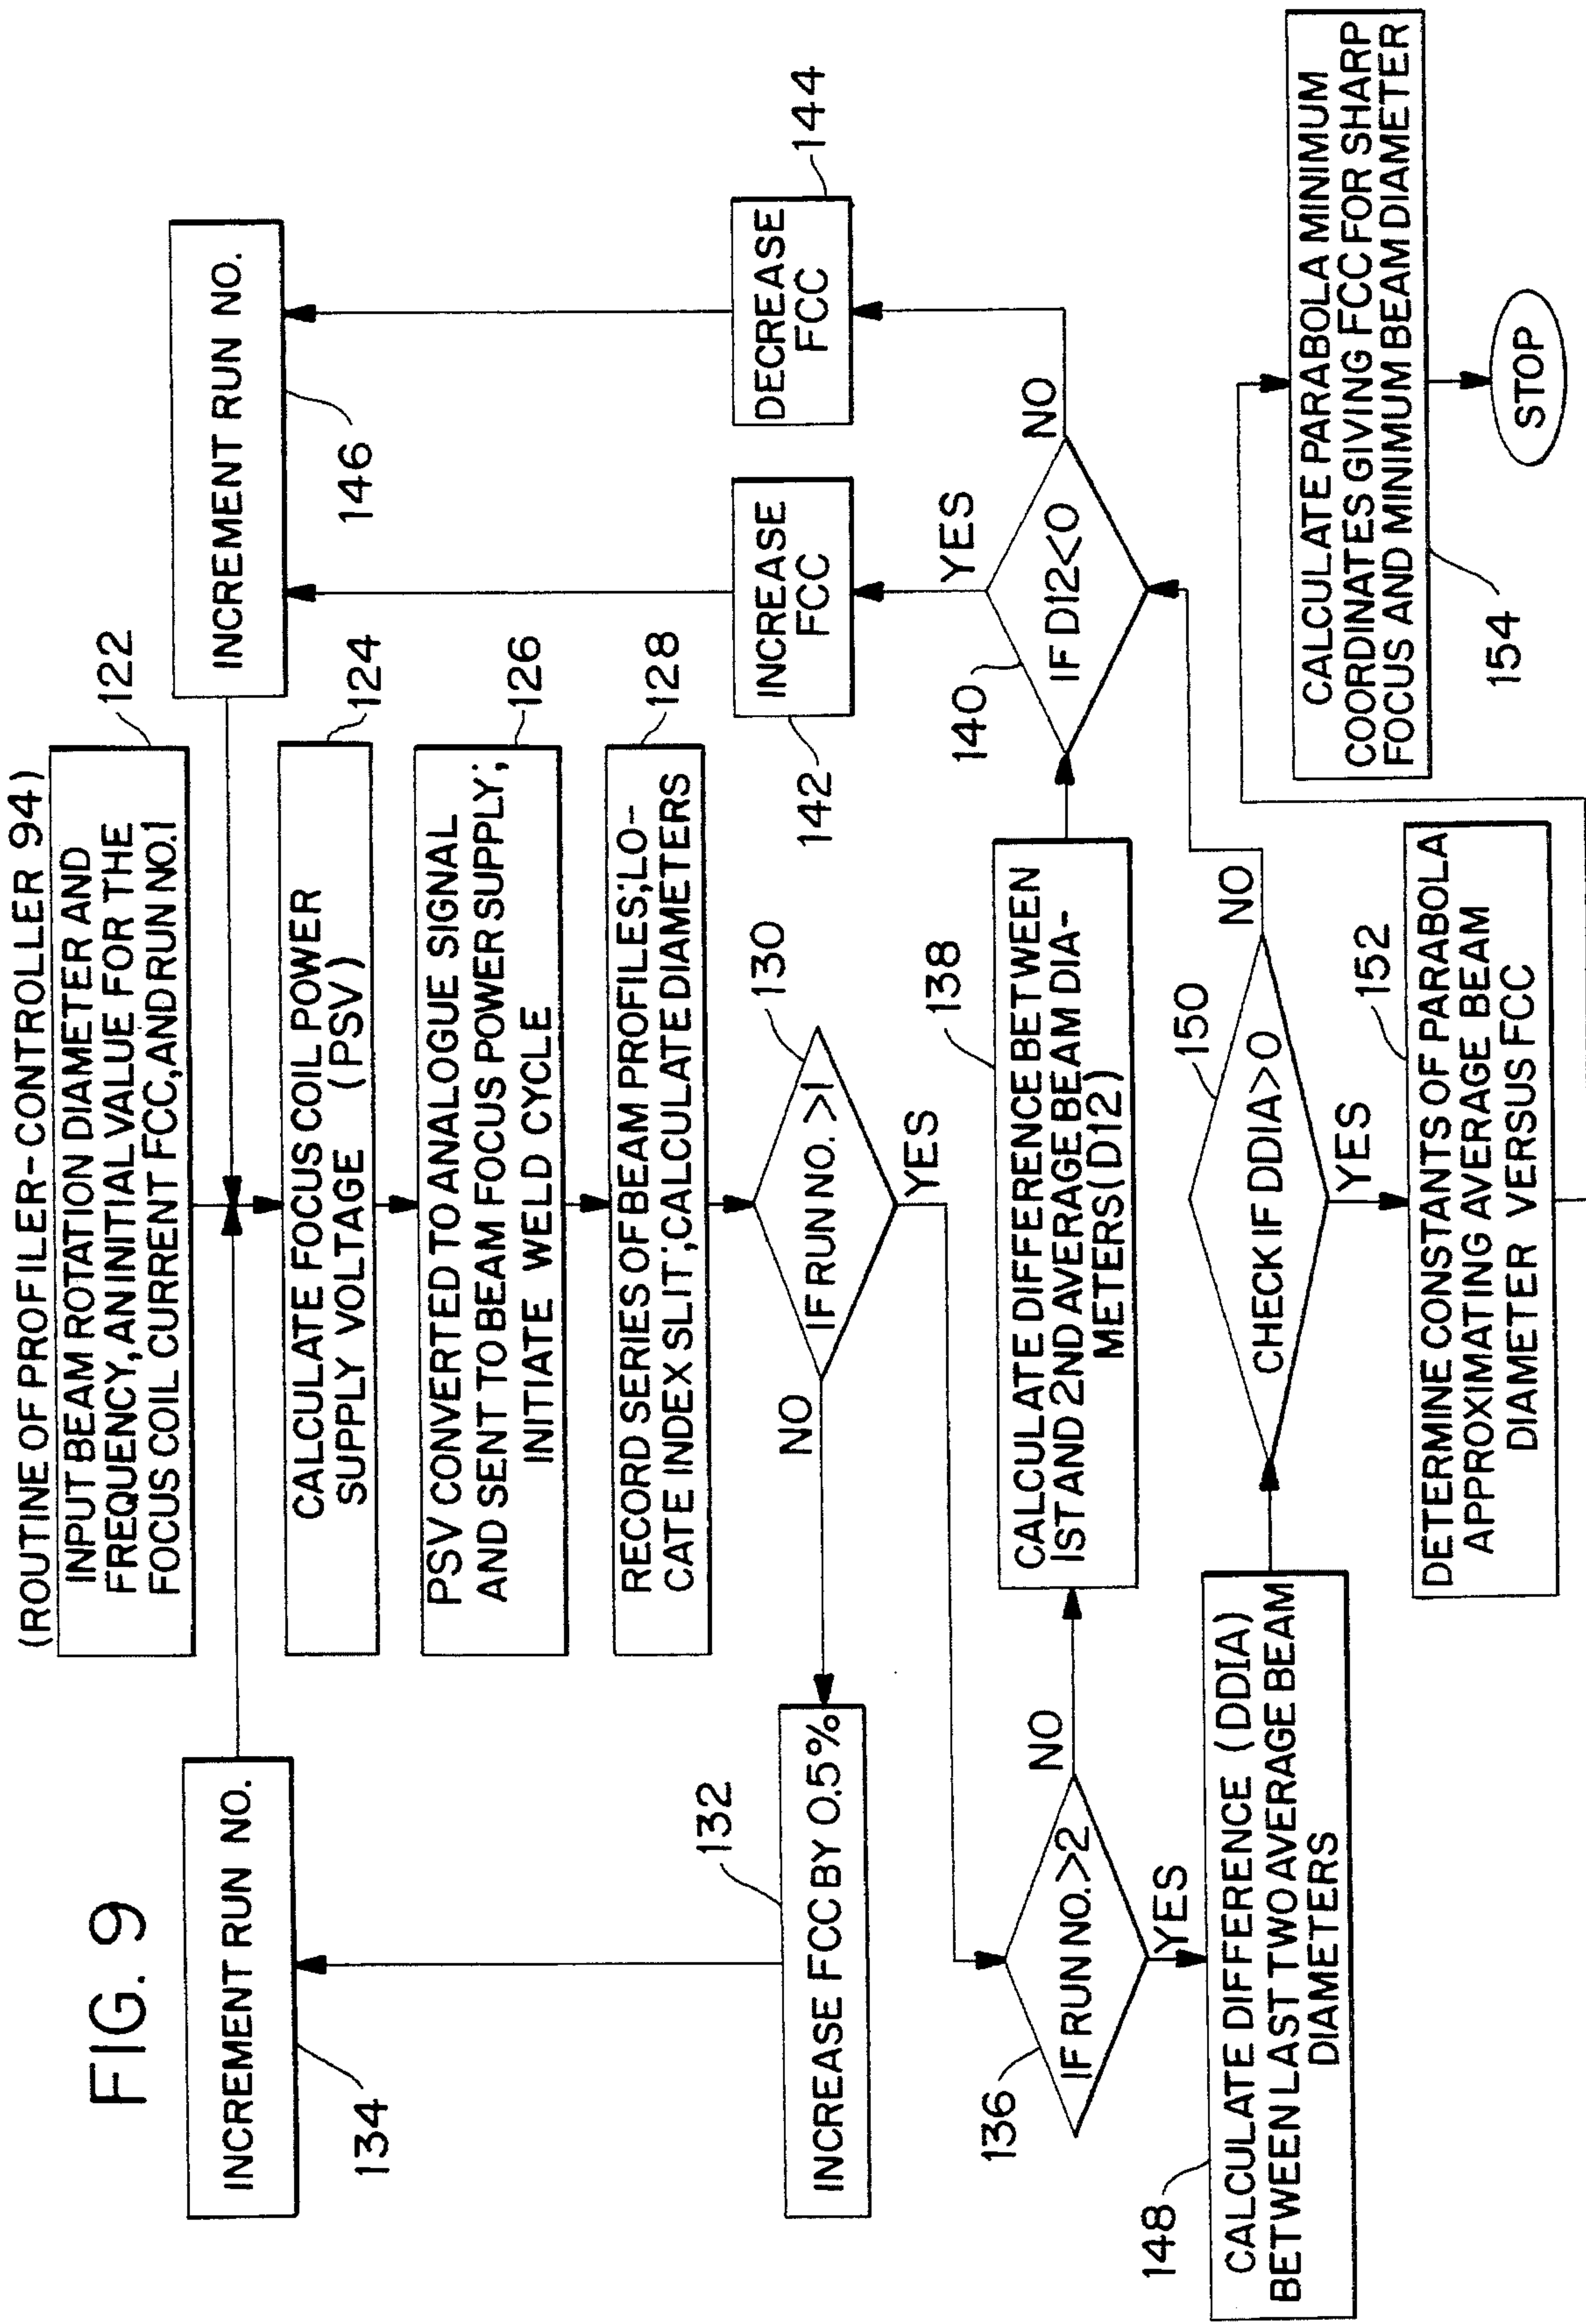 FIG. 9
(ROUTINE OF PROFILER-CONTROLLER 94)
INPUT BEAM ROTATION DIAMETER AND
FREQUENCY, AN INITIAL VALUE FOR THE
FOCUS COIL CURRENT FCC, AND RUN NO.1
122
INCREMENT RUN NO.
134
INCREMENT RUN NO.
146
CALCULATE FOCUS COIL POWER
SUPPLY VOLTAGE (PSV)
124
PSV CONVERTED TO ANALOGUE SIGNAL
AND SENT TO BEAM FOCUS POWER SUPPLY;
INITIATE WELD CYCLE
126
RECORD SERIES OF BEAM PROFILES; LO-
CATE INDEX SLIT; CALCULATED DIAMETERS
128
IF RUN NO. >1
130
NO
YES
INCREASE FCC BY 0.5%
132
IF RUN NO. >2
136
NO
YES
CALCULATE DIFFERENCE BETWEEN
1ST AND 2ND AVERAGE BEAM DIA-
METERS (D12)
138
IF D12<0
140
YES
NO
INCREASE
FCC
142
DECREASE
FCC
144
CALCULATE DIFFERENCE (DDIA)
BETWEEN LAST TWO AVERAGE BEAM
DIAMETERS
148
CHECK IF DDIA>0
150
NO
YES
DETERMINE CONSTANTS OF PARABOLA
APPROXIMATING AVERAGE BEAM
DIAMETER VERSUS FCC
152
CALCULATE PARABOLA MINIMUM
COORDINATES GIVING FCC FOR SHARP
FOCUS AND MINIMUM BEAM DIAMETER
154
STOP